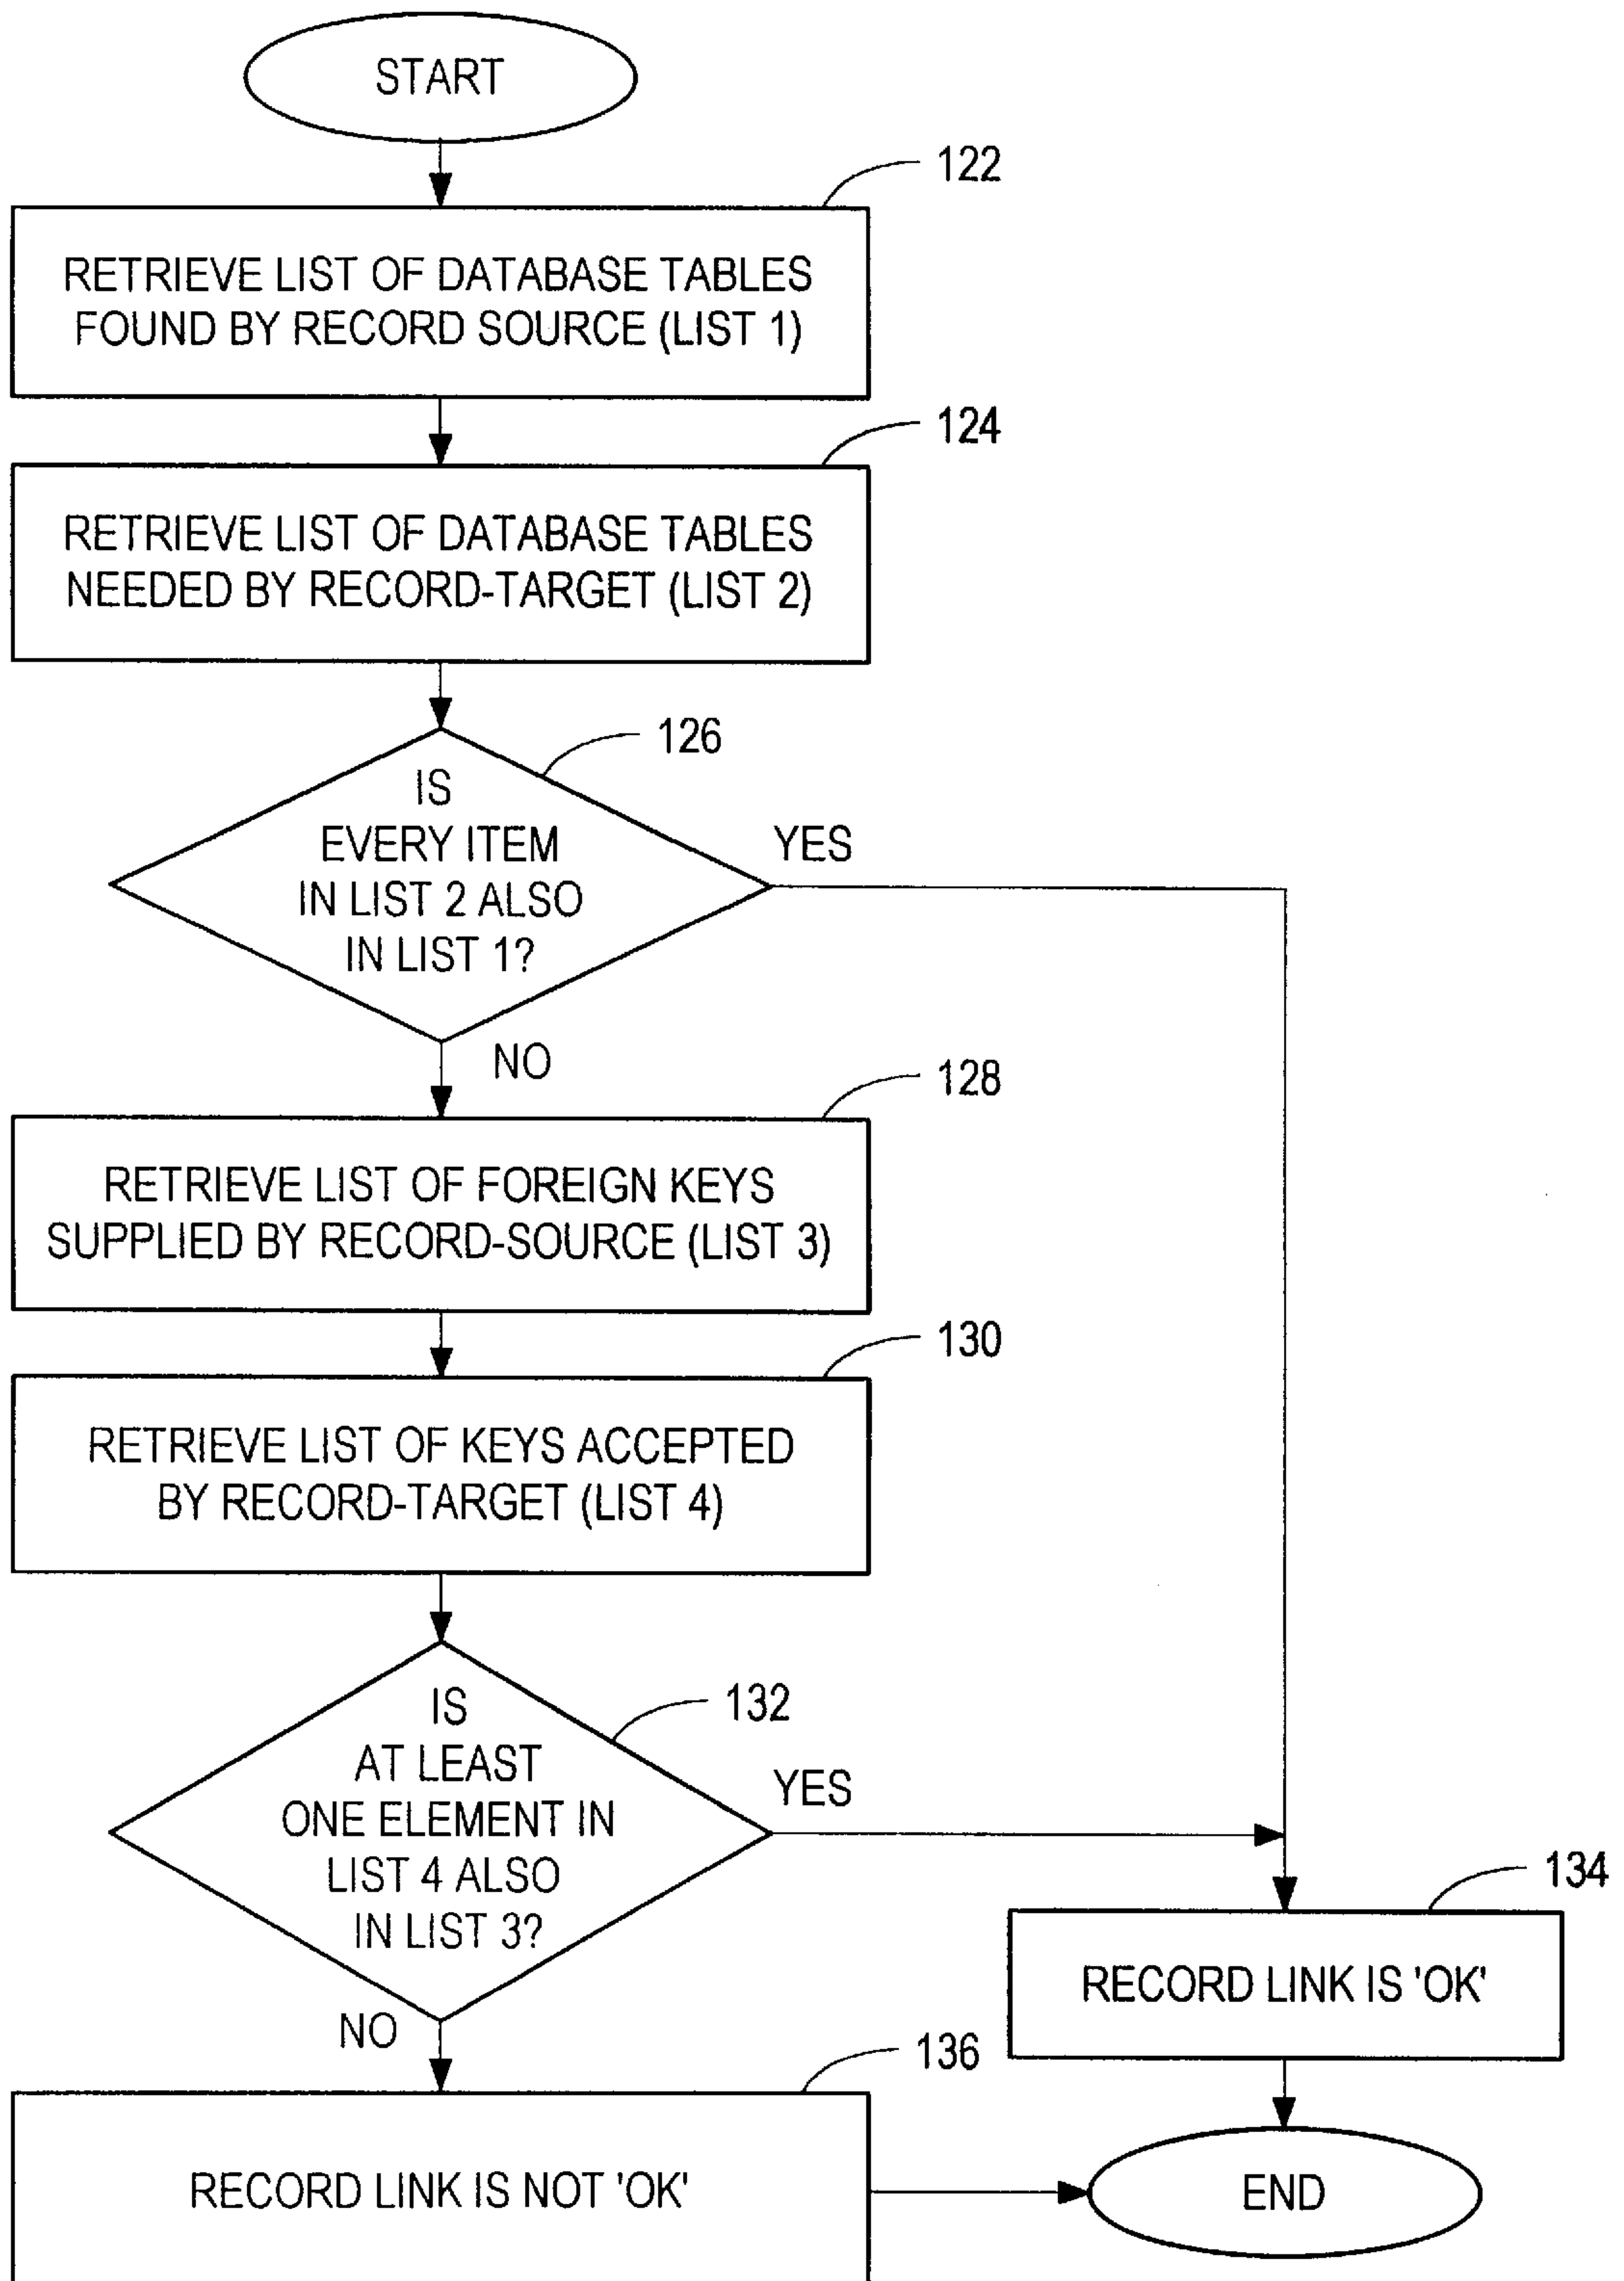 START
122
RETRIEVE LIST OF DATABASE TABLES
FOUND BY RECORD SOURCE (LIST 1)
124
RETRIEVE LIST OF DATABASE TABLES
NEEDED BY RECORD-TARGET (LIST 2)
126
IS
EVERY ITEM
IN LIST 2 ALSO
IN LIST 1?
YES
NO
128
RETRIEVE LIST OF FOREIGN KEYS
SUPPLIED BY RECORD-SOURCE (LIST 3)
130
RETRIEVE LIST OF KEYS ACCEPTED
BY RECORD-TARGET (LIST 4)
132
IS
AT LEAST
ONE ELEMENT IN
LIST 4 ALSO
IN LIST 3?
YES
NO
134
RECORD LINK IS 'OK'
136
RECORD LINK IS NOT 'OK'
END